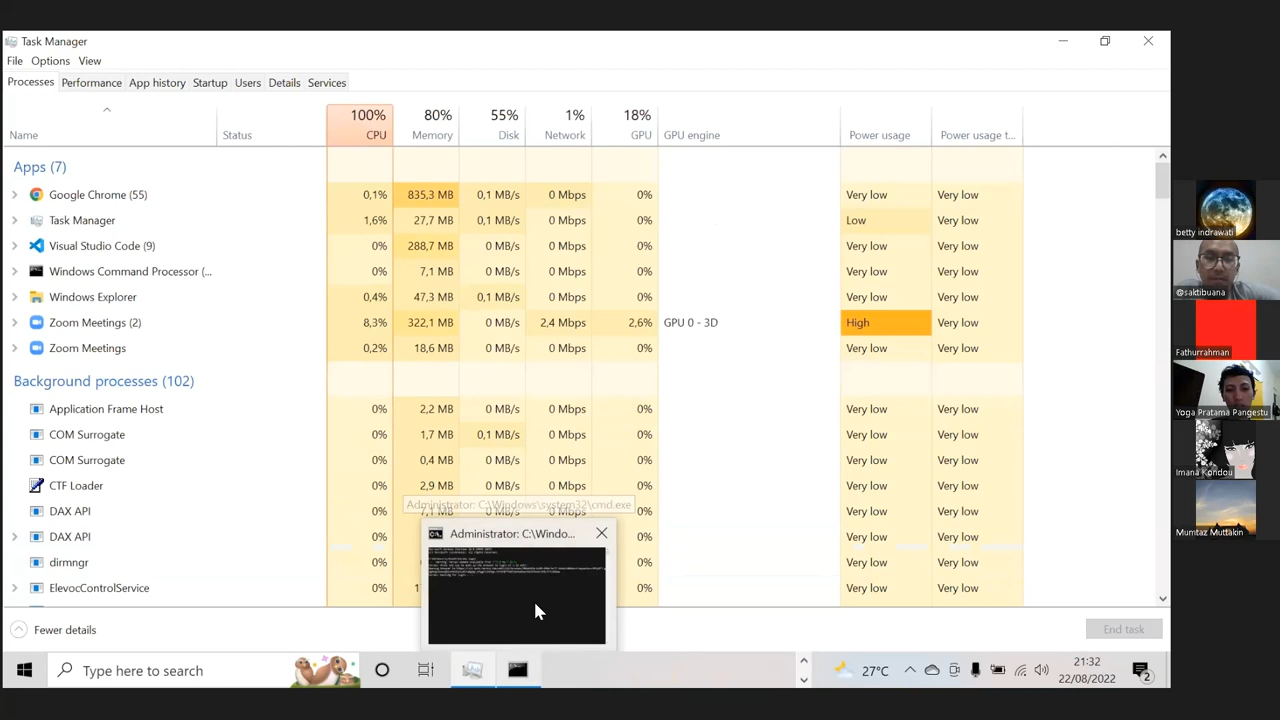 Task Manager
File Options View
Processes Performance App history Startup Users Details Services
100% 80% 55% 1% 18%
Name Status CPU Memory Disk Network GPU GPU engine Power usage Power usage t...
Apps (7)
Google Chrome (55) 0,1% 835,3 MB 0,1 MB/s 0 Mbps 0% Very low Very low
Task Manager 1,6% 27,7 MB 0,1 MB/s 0 Mbps 0% Low Very low
Visual Studio Code (9) 0% 288,7 MB 0 MB/s 0 Mbps 0% Very low Very low
Windows Command Processor (... 0% 7,1 MB 0 MB/s 0 Mbps 0% Very low Very low
Windows Explorer 0,4% 47,3 MB 0,1 MB/s 0 Mbps 0% Very low Very low
Zoom Meetings (2) 8,3% 322,1 MB 0 MB/s 2,4 Mbps 2,6% GPU 0 - 3D High Very low
Zoom Meetings 0,2% 18,6 MB 0 MB/s 0 Mbps 0% Very low Very low
Background processes (102)
Application Frame Host 0% 2,2 MB 0 MB/s 0 Mbps 0% Very low Very low
COM Surrogate 0% 1,7 MB 0,1 MB/s 0 Mbps 0% Very low Very low
COM Surrogate 0% 0,4 MB 0 MB/s 0 Mbps 0% Very low Very low
CTF Loader 0% 2,9 MB 0 MB/s 0 Mbps 0% Very low Very low
Administrator: C:\Windows\system32\cmd.exe
DAX API 0% 7,1 MB 0 MB/s 0 Mbps 0% Very low Very low
DAX API 0% 0% Very low Very low
Administrator: C:\Windo...
dirmngr 0% 0% Very low Very low
ElevocControlService 0% 0% Very low Very low
Fewer details End task
Type here to search
27°C
21:32
22/08/2022
2
betty indrawati
@saktibuana
Fathurrahman
Yoga Pratama Pangestu
Imana Kondou
Mumtaz Muttakin